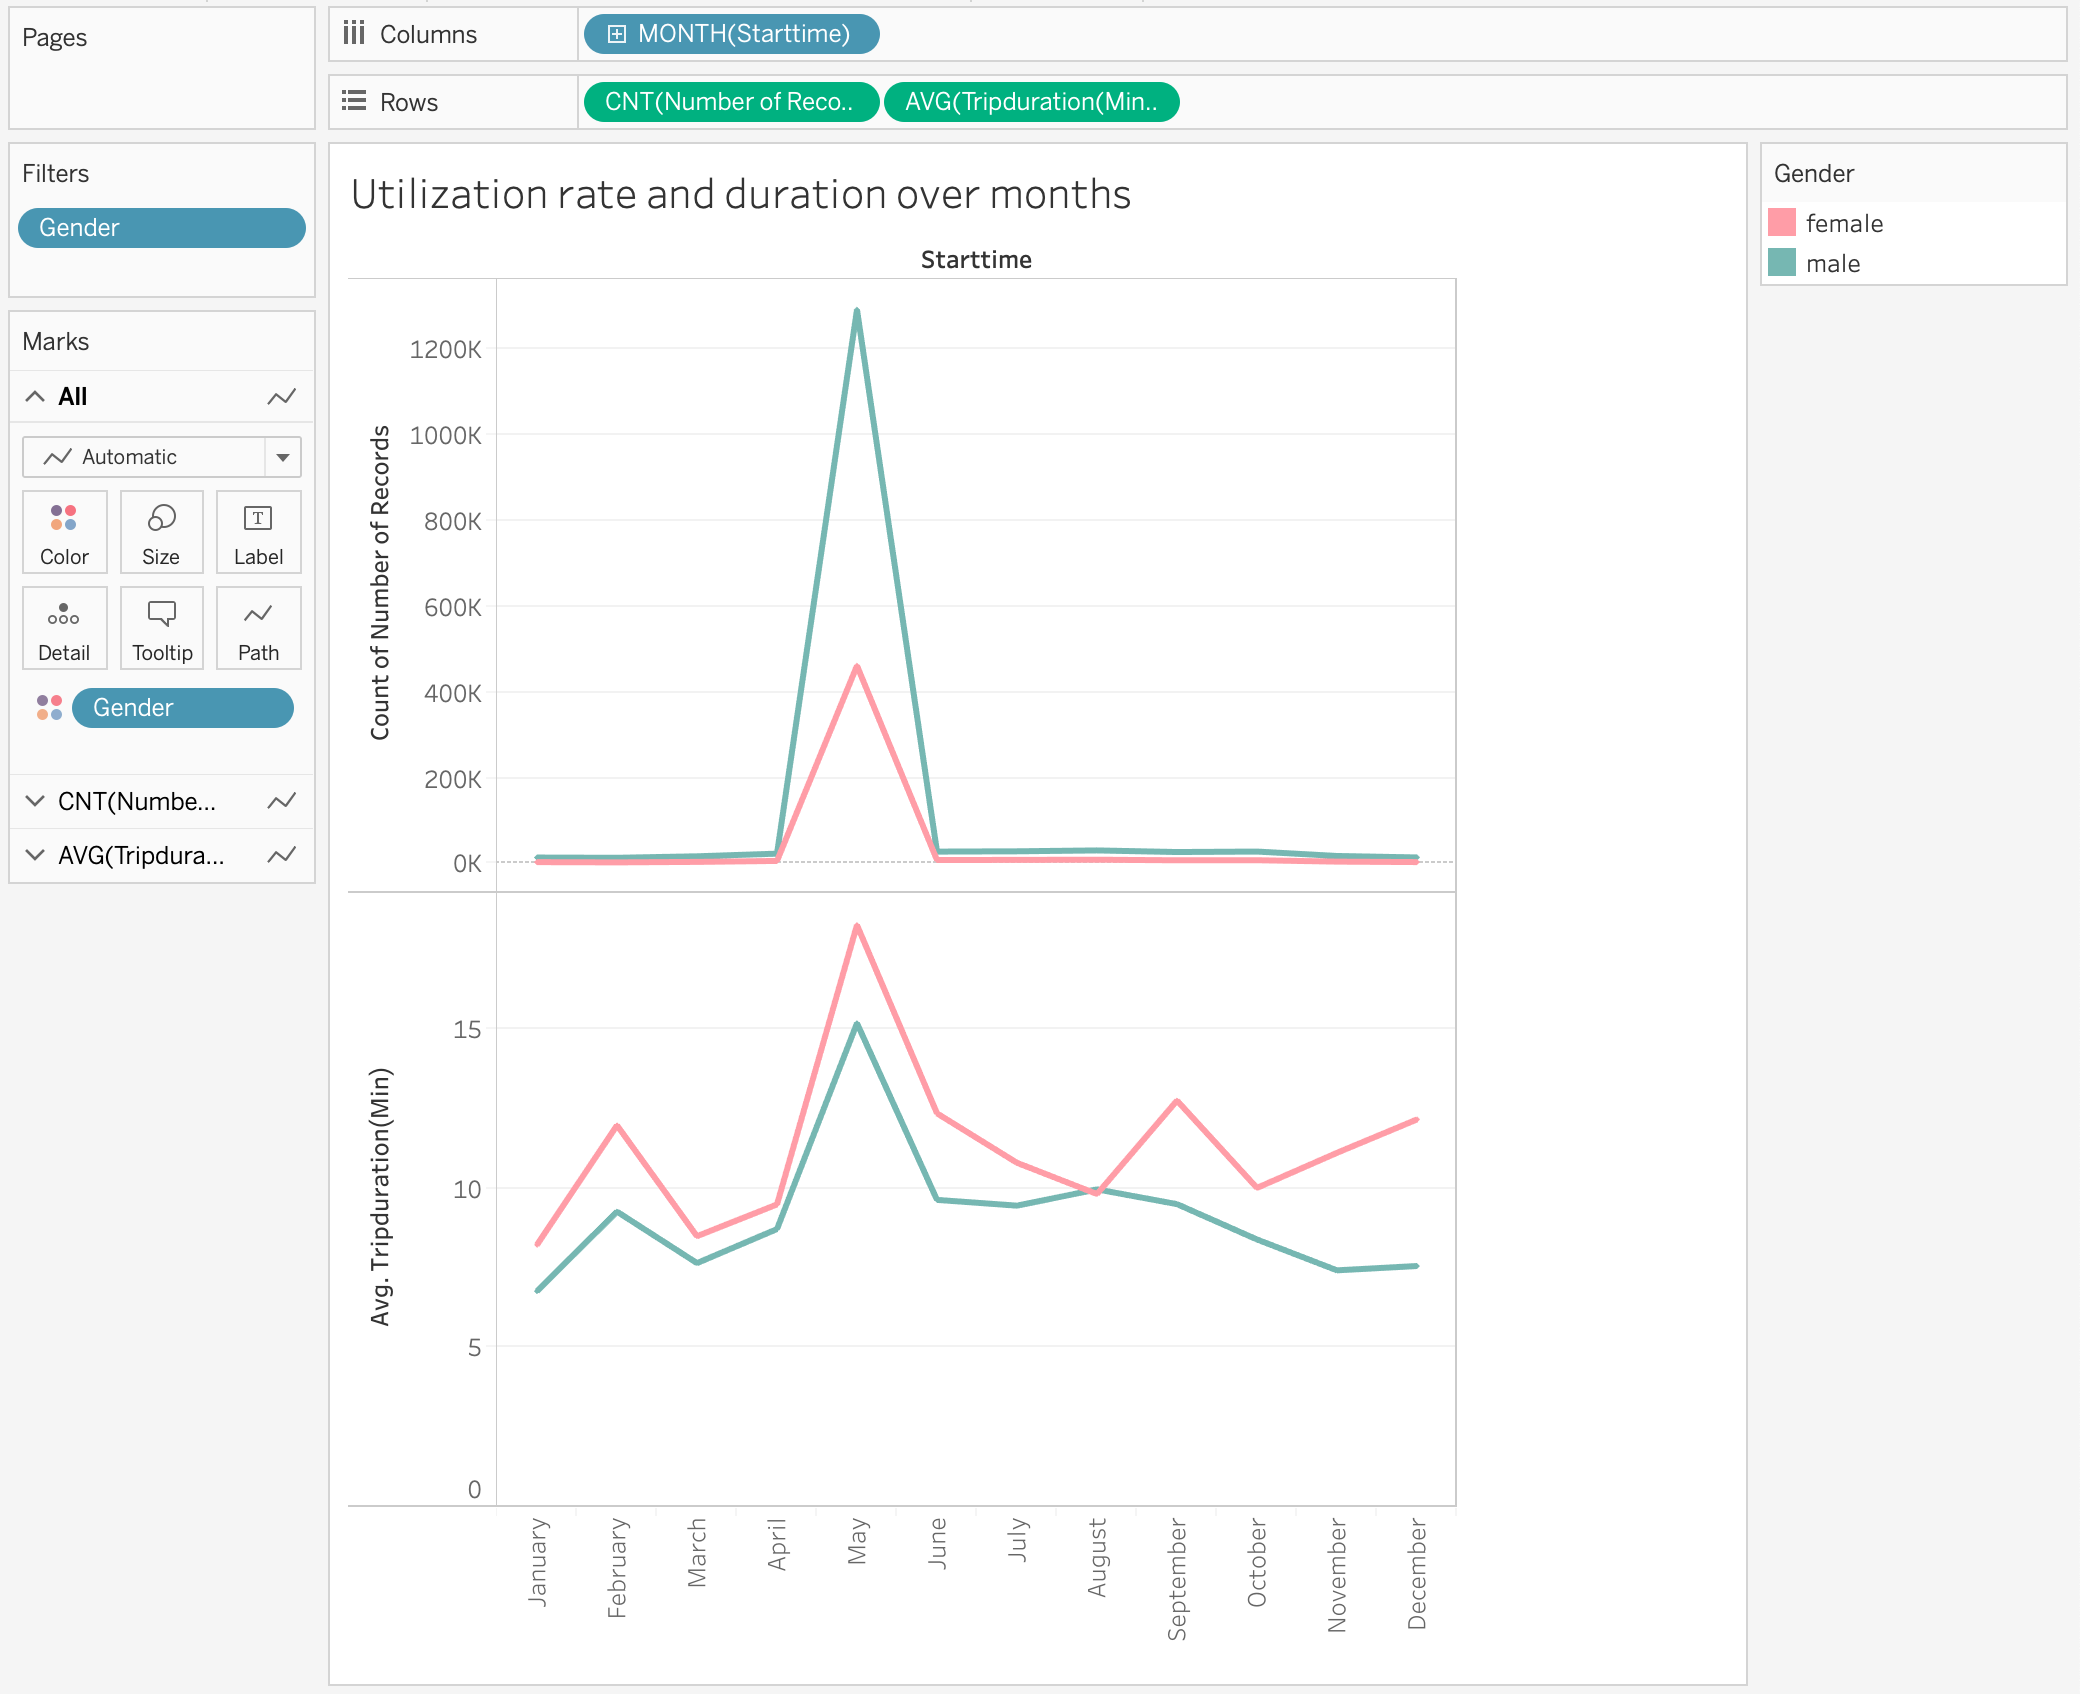 Pages
Columns
MONTH(Starttime)
Rows
CNT(Number of Reco..
AVG(Tripduration(Min..
Filters
Gender
Marks
All
Automatic
Color
Size
Label
Detail
Tooltip
Path
Gender
CNT(Numbe...
AVG(Tripdura...
Utilization rate and duration over months
Starttime
Count of Number of Records
1200K
1000K
800K
600K
400K
200K
0K
Avg. Tripduration(Min)
15
10
5
0
January
February
March
April
May
June
July
August
September
October
November
December
Gender
female
male